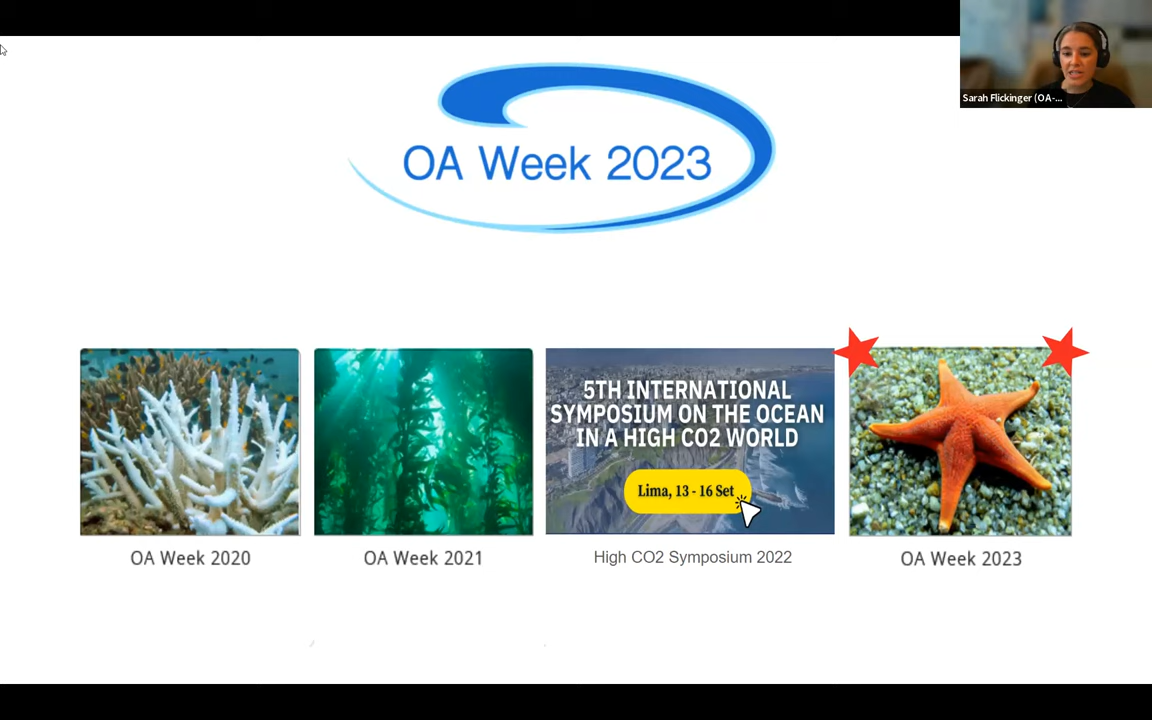 Sarah Flickinger (OA-...
OA Week 2023
5TH INTERNATIONAL
SYMPOSIUM ON THE OCEAN
IN A HIGH CO2 WORLD
Lima, 13 - 16 Set
OA Week 2020
OA Week 2021
High CO2 Symposium 2022
OA Week 2023